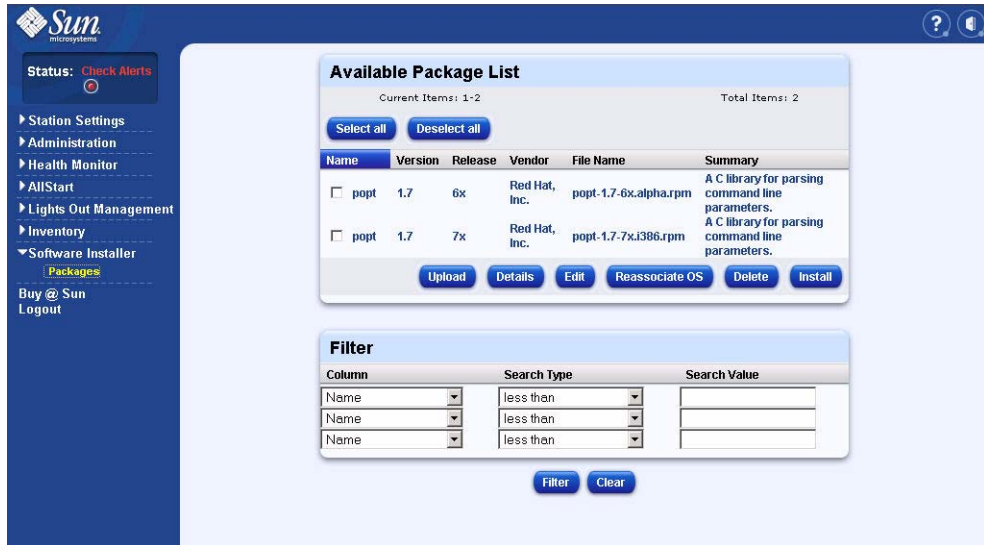 Sun
microsystems
?
Status: Check Alerts
Station Settings
Administration
Health Monitor
AllStart
Lights Out Management
Inventory
Software Installer
Packages
Buy @ Sun
Logout
Available Package List
Current Items: 1-2 Total Items: 2
Select all Deselect all
Name Version Release Vendor File Name Summary
popt 1.7 6x Red Hat, Inc. popt-1.7-6x.alpha.rpm A C library for parsing command line parameters.
popt 1.7 7x Red Hat, Inc. popt-1.7-7x.i386.rpm A C library for parsing command line parameters.
Upload Details Edit Reassociate OS Delete Install
Filter
Column Search Type Search Value
Name less than
Name less than
Name less than
Filter Clear